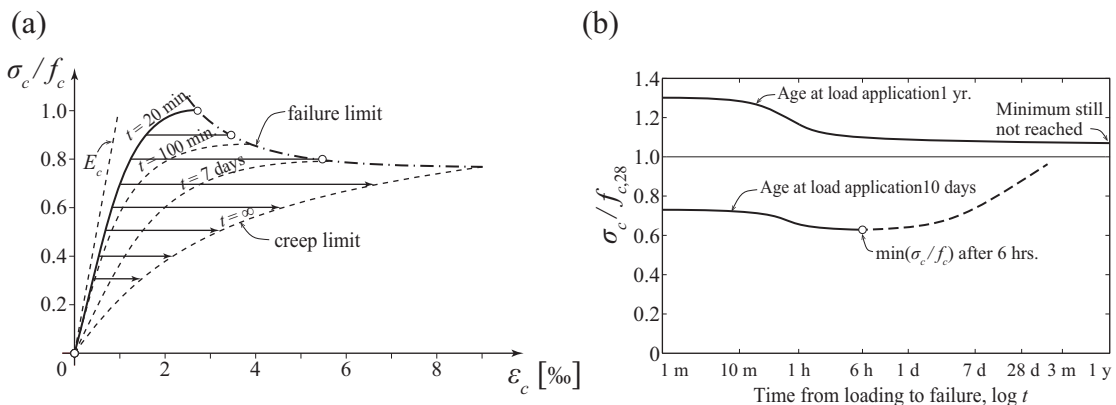 (a)
σc/fc
1.0
0.8
0.6
0.4
0.2
0
2
4
6
8
εc [‰]
Ec
t = 20 min.
t = 100 min
t = 7 days
t = ∞
failure limit
creep limit
(b)
σc/fc,28
1.4
1.2
1.0
0.8
0.6
0.4
0.2
0
Age at load application1 yr.
Minimum still
not reached
Age at load application10 days
min(σc/fc) after 6 hrs.
1 m 10 m 1 h 6 h 1 d 7 d 28 d 3 m 1 y
Time from loading to failure, log t